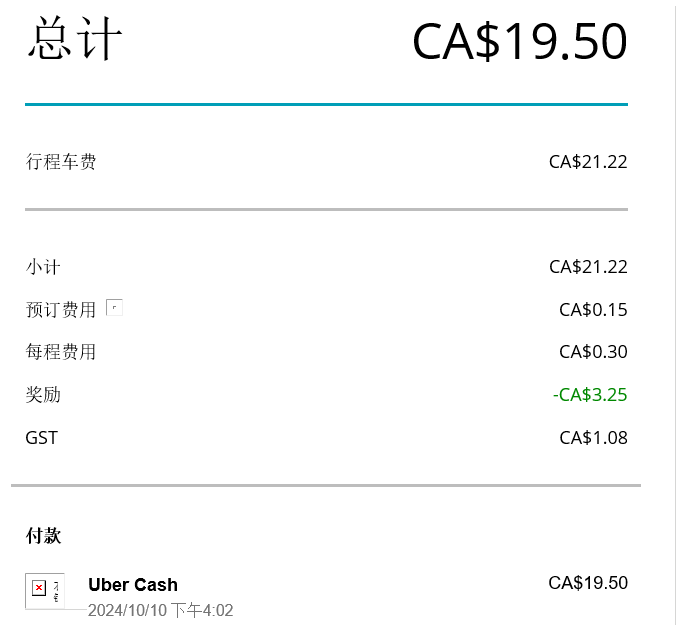 总计 CA$19.50
行程车费 CA$21.22
小计 CA$21.22
预订费用 CA$0.15
每程费用 CA$0.30
奖励 -CA$3.25
GST CA$1.08
付款
Uber Cash CA$19.50
2024/10/10 下午4:02